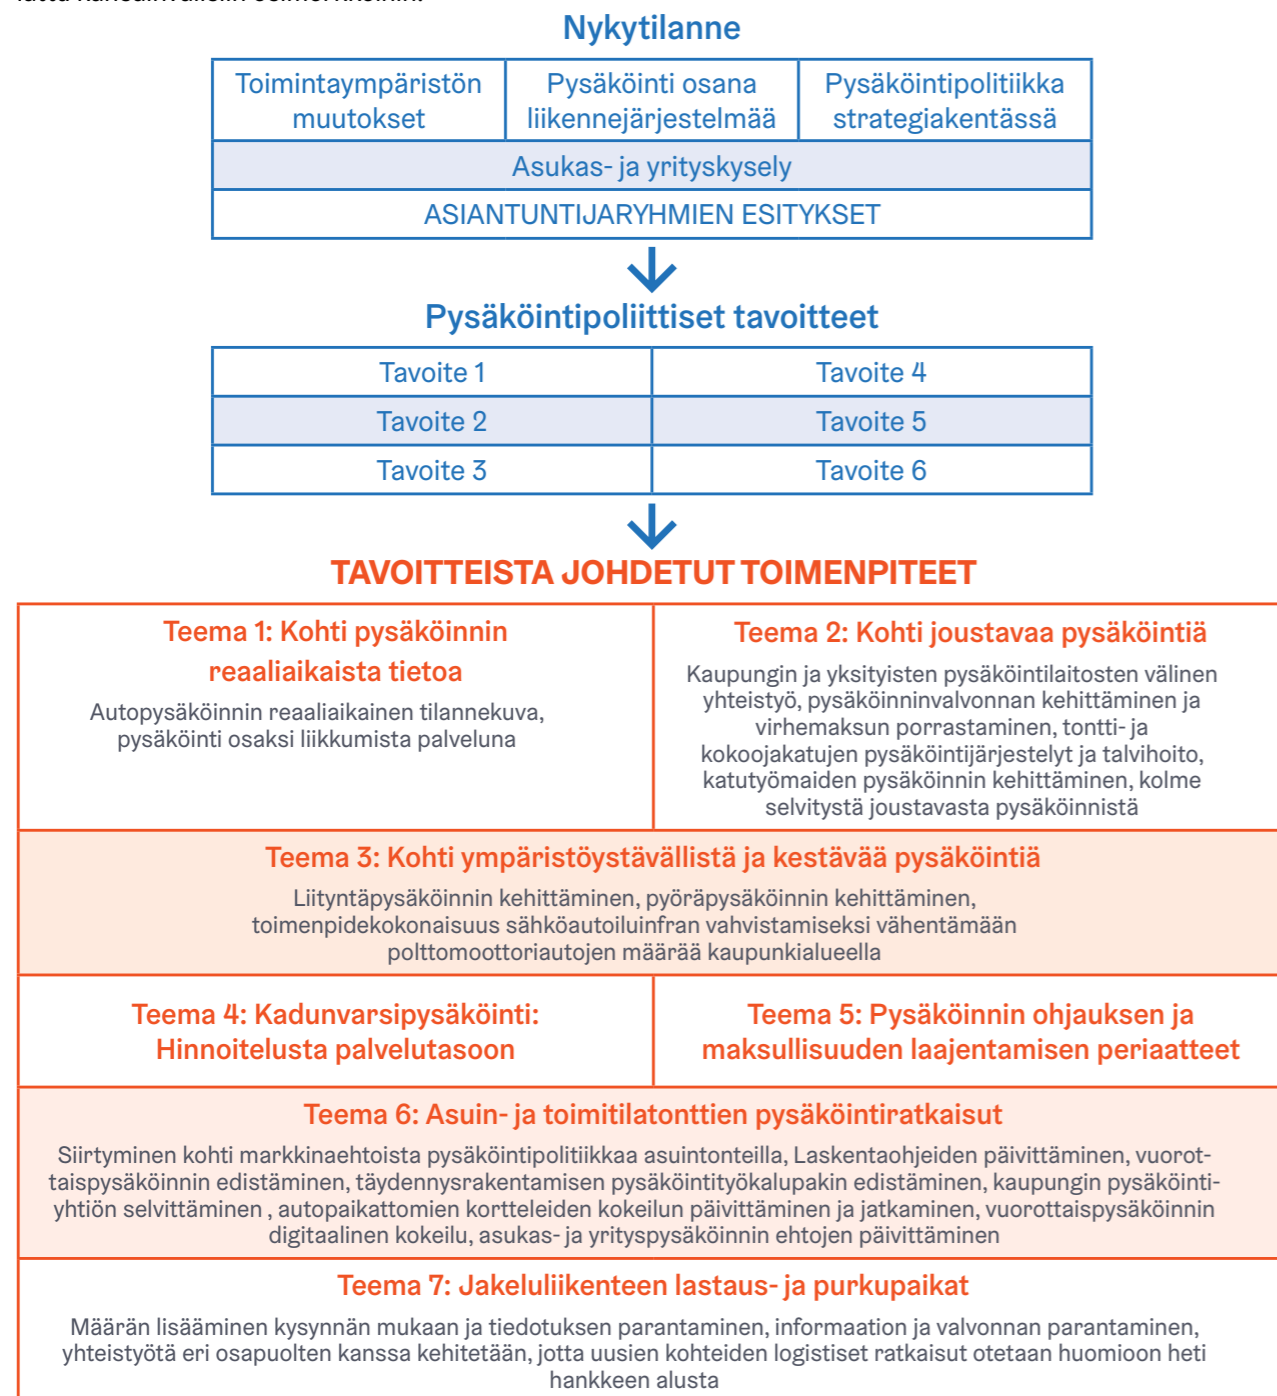 Nykytilanne
Toimintaympäristön
muutokset
Pysäköinti osana
liikennejärjestelmää
Pysäköintipolitiikka
strategiakentässä
Asukas- ja yrityskysely
ASIANTUNTIJARYHMIEN ESITYKSET
Pysäköintipoliittiset tavoitteet
Tavoite 1
Tavoite 4
Tavoite 2
Tavoite 5
Tavoite 3
Tavoite 6
TAVOITTEISTA JOHDETUT TOIMENPITEET
Teema 1: Kohti pysäköinnin
reaaliaikaista tietoa
Autopysäköinnin reaaliaikainen tilannekuva,
pysäköinti osaksi liikkumista palveluna
Teema 2: Kohti joustavaa pysäköintiä
Kaupungin ja yksityisten pysäköintilaitosten välinen
yhteistyö, pysäköinninvalvonnan kehittäminen ja
virhemaksun porrastaminen, tontti- ja
kokoojakatujen pysäköintijärjestelyt ja talvihoito,
katutyömaiden pysäköinnin kehittäminen, kolme
selvitystä joustavasta pysäköinnistä
Teema 3: Kohti ympäristöystävällistä ja kestävää pysäköintiä
Liityntäpysäköinnin kehittäminen, pyöräpysäköinnin kehittäminen,
toimenpidekokonaisuus sähköautoiluinfran vahvistamiseksi vähentämään
polttomoottoriautojen määrää kaupunkialueella
Teema 4: Kadunvarsipysäköinti:
Hinnoitelusta palvelutasoon
Teema 5: Pysäköinnin ohjauksen ja
maksullisuuden laajentamisen periaatteet
Teema 6: Asuin- ja toimitilatonttien pysäköintiratkaisut
Siirtyminen kohti markkinaehtoista pysäköintipolitiikkaa asuintonteilla, Laskentaohjeiden päivittäminen, vuorot-
taispysäköinnin edistäminen, täydennysrakentamisen pysäköintityökalupakin edistäminen, kaupungin pysäköinti-
yhtiön selvittäminen , autopaikattomien kortteleiden kokeilun päivittäminen ja jatkaminen, vuorottaispysäköinnin
digitaalinen kokeilu, asukas- ja yrityspysäköinnin ehtojen päivittäminen
Teema 7: Jakeluliikenteen lastaus- ja purkupaikat
Määrän lisääminen kysynnän mukaan ja tiedotuksen parantaminen, informaation ja valvonnan parantaminen,
yhteistyötä eri osapuolten kanssa kehitetään, jotta uusien kohteiden logistiset ratkaisut otetaan huomioon heti
hankkeen alusta